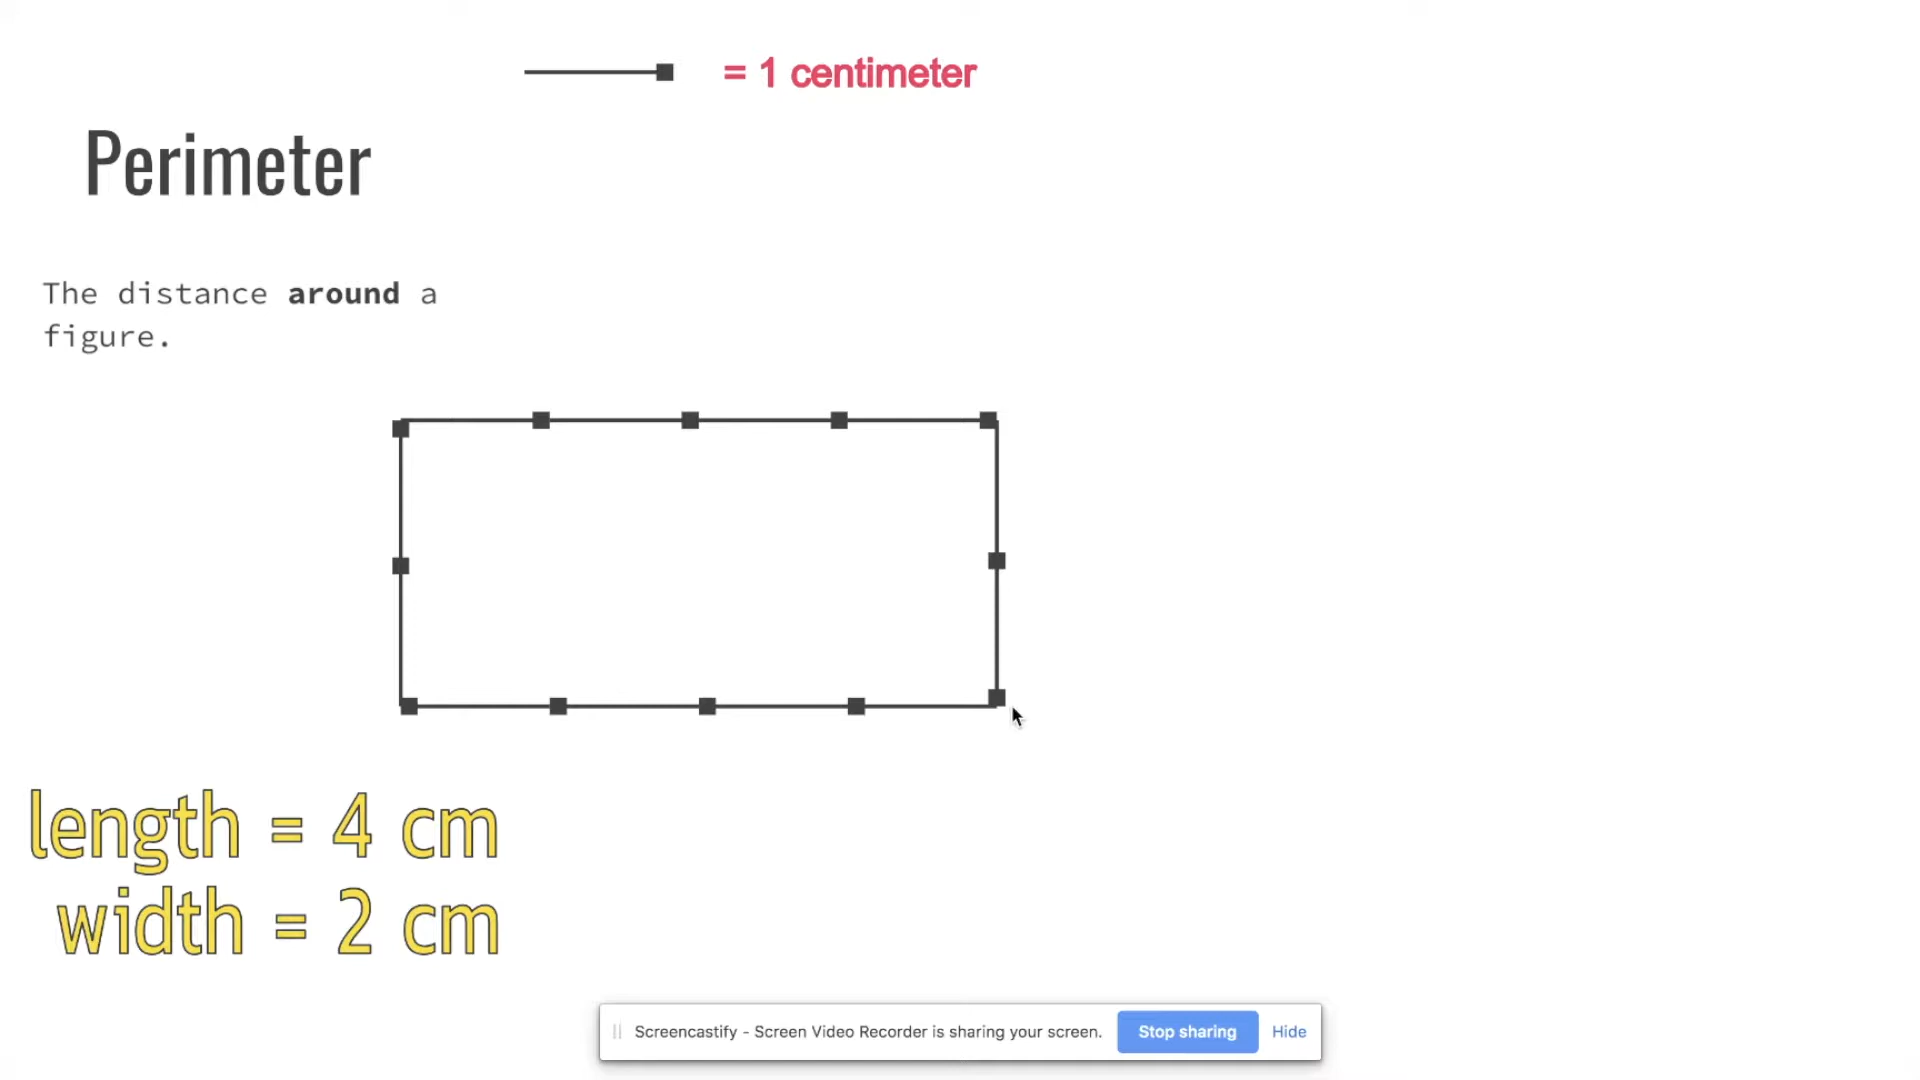 = 1 centimeter
Perimeter
The distance around a
figure.
length = 4 cm
width = 2 cm
Screencastify - Screen Video Recorder is sharing your screen. Stop sharing Hide